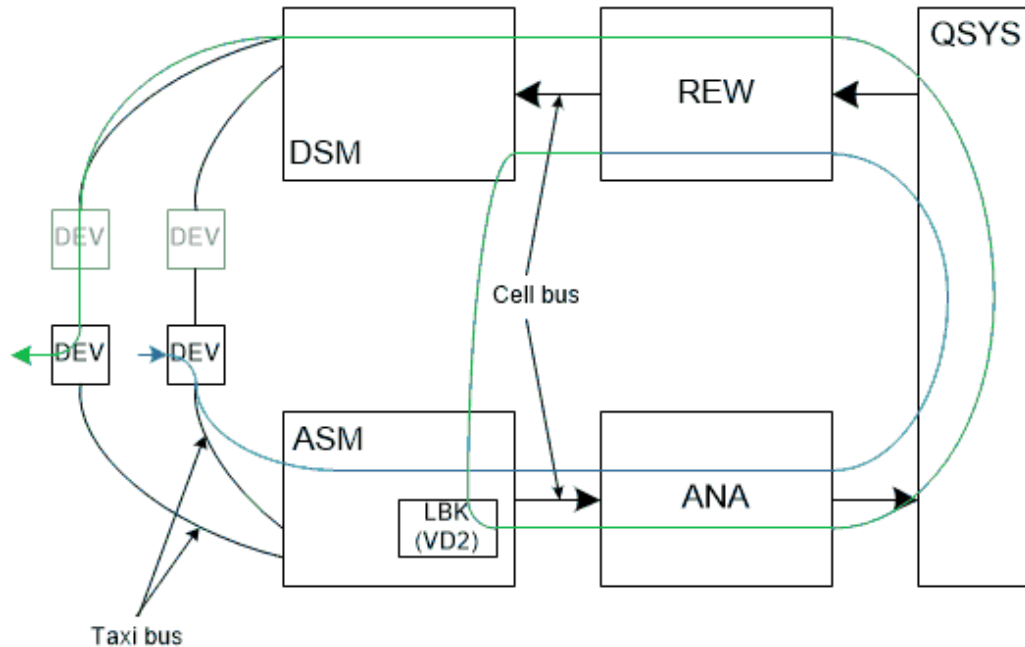 QSYS
REW
DSM
DEV
DEV
Cell bus
DEV
DEV
ASM
ANA
LBK
(VD2)
Taxi bus